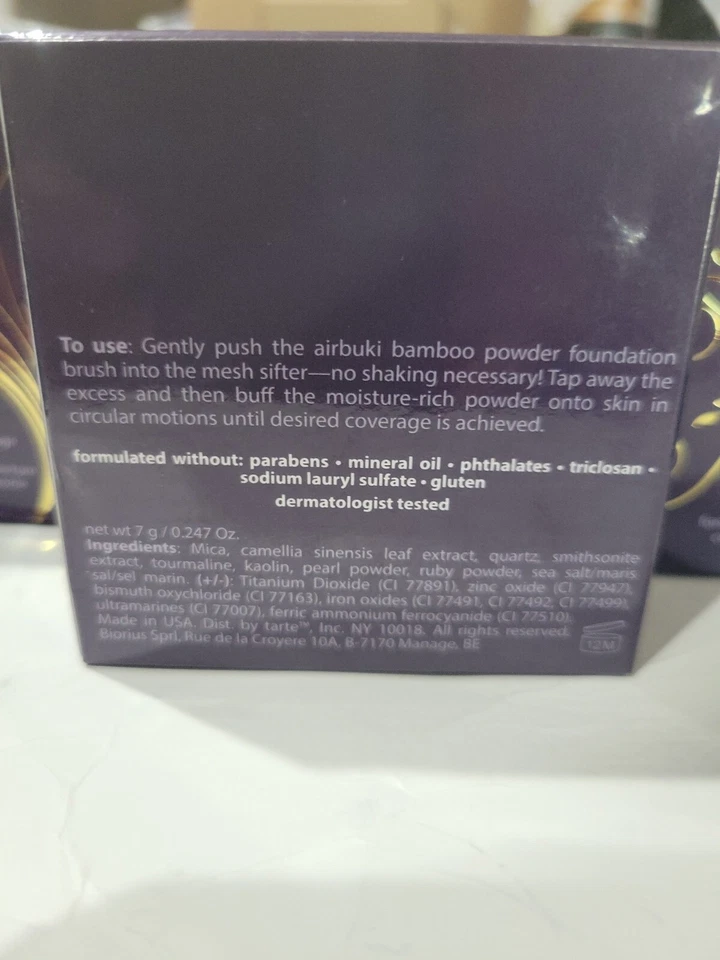 To use: Gently push the airbuki bamboo powder foundation
brush into the mesh sifter—no shaking necessary! Tap away the
excess and then buff the moisture-rich powder onto skin in
circular motions until desired coverage is achieved.
formulated without: parabens • mineral oil • phthalates • triclosan •
sodium lauryl sulfate • gluten
dermatologist tested
net wt 7 g / 0.247 Oz.
Ingredients: Mica, camellia sinensis leaf extract, quartz, smithsonite
extract, tourmaline, kaolin, pearl powder, ruby powder, sea salt/maris
sal/sel marin. (+/-): Titanium Dioxide (CI 77891), zinc oxide (CI 77947),
bismuth oxychloride (CI 77163), iron oxides (CI 77491, CI 77492, CI 77499),
ultramarines (CI 77007), ferric ammonium ferrocyanide (CI 77510).
Made in USA. Dist. by tarte™, Inc. NY 10018. All rights reserved.
Biorius Sprl. Rue de la Croyere 10A, B-7170 Manage. BE
12M